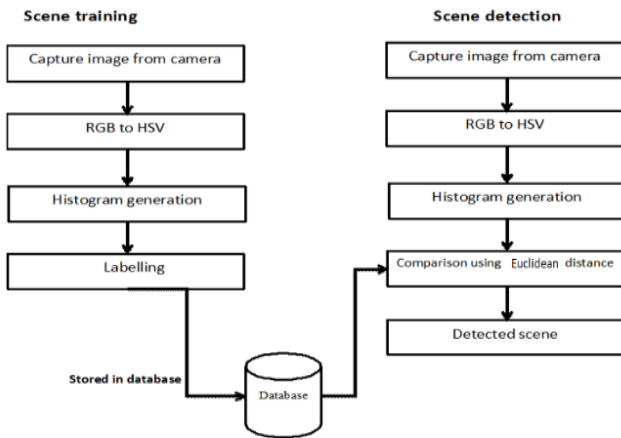 Scene training
Capture image from camera
RGB to HSV
Histogram generation
Labelling
Stored in database
Database
Scene detection
Capture image from camera
RGB to HSV
Histogram generation
Comparison using Euclidean distance
Detected scene